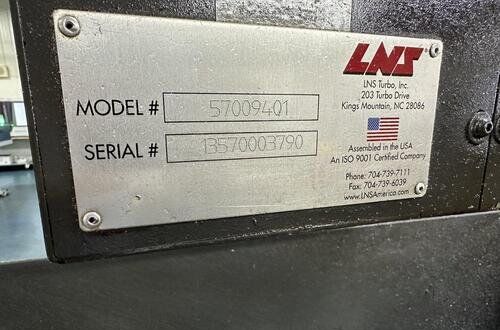 LNS
LNS Turbo, Inc.
203 Turbo Drive
Kings Mountain, NC 28086
MODEL # 57009401
SERIAL # 13570003790
Assembled in the USA
An ISO 9001 Certified Company
Phone: 704-739-7111
Fax: 704-739-6039
www.LNSAmerica.com